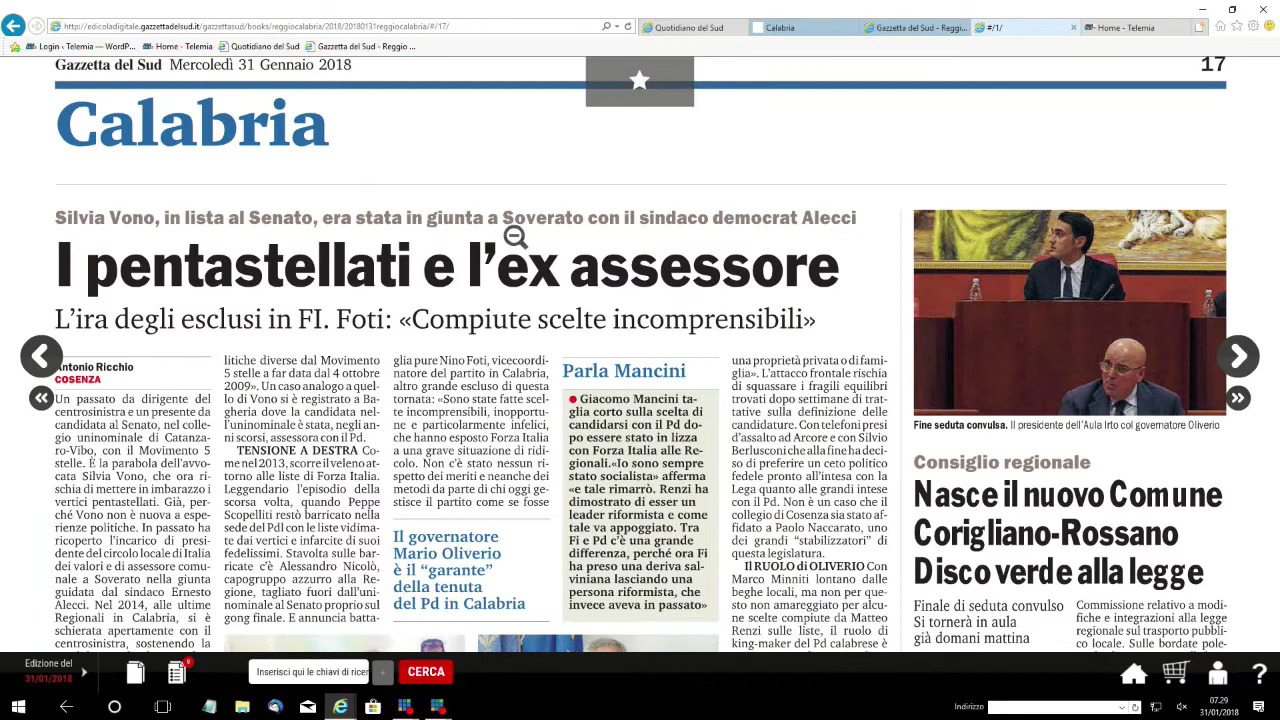 http://edicoladigitale.gazzettadelsud.it/gazzettasud/books/reggiocalabria/2018/20180131reggiocalabria/#/17/
Quotidiano del Sud
Calabria
Gazzetta del Sud - Reggi...
#/1/
Home - Telemia
Login ‹ Telemia — WordP...
Home - Telemia
Quotidiano del Sud
Gazzetta del Sud - Reggio ...
Gazzetta del Sud Mercoledì 31 Gennaio 2018
17
Calabria
Silvia Vono, in lista al Senato, era stata in giunta a Soverato con il sindaco democrat Alecci
I pentastellati e l’ex assessore
L’ira degli esclusi in FI. Foti: «Compiute scelte incomprensibili»
Antonio Ricchio
COSENZA
Un passato da dirigente del
centrosinistra e un presente da
candidata al Senato, nel col-
legio uninominale di Catanza-
ro-Vibo, con il Movimento 5
stelle. È la parabola dell’avvo-
cata Silvia Vono, che ora ri-
schia di mettere in imbarazzo i
vertici pentastellati. Già, per-
ché Vono non è nuova a espe-
rienze politiche. In passato ha
ricoperto l’incarico di presi-
dente del circolo locale di Italia
dei valori e di assessore comu-
nale a Soverato nella giunta
guidata dal sindaco Ernesto
Alecci. Nel 2014, alle ultime
Regionali in Calabria, si è
schierata apertamente con il
centrosinistra, sostenendo la
litiche diverse dal Movimento
5 stelle a far data dal 4 ottobre
2009». Un caso analogo a quel-
lo di Vono si è registrato a Ba-
gheria dove la candidata nel-
l’uninominale è stata, negli an-
ni scorsi, assessora con il Pd.
TENSIONE A DESTRA Co-
me nel 2013, scorre il veleno at-
torno alle liste di Forza Italia.
Leggendario l’episodio della
scorsa volta, quando Peppe
Scopelliti restò barricato nella
sede del Pdl con le liste vidima-
te dai vertici e infarcite di suoi
fedelissimi. Stavolta sulle bar-
ricate c’è Alessandro Nicolò,
capogruppo azzurro alla Re-
gione, tagliato fuori dall’uni-
nominale al Senato proprio sul
gong finale. E annuncia batta-
glia pure Nino Foti, vicecoordi-
natore del partito in Calabria,
altro grande escluso di questa
tornata: «Sono state fatte scel-
te incomprensibili, inopportu-
ne e particolarmente infelici,
che hanno esposto Forza Italia
a una grave situazione di ridi-
colo. Non c’è stato nessun ri-
spetto dei meriti e neanche dei
metodi da parte di chi oggi ge-
stisce il partito come se fosse
Il governatore
Mario Oliverio
è il “garante”
della tenuta
del Pd in Calabria
Parla Mancini
● Giacomo Mancini ta-
glia corto sulla scelta di
candidarsi con il Pd do-
po essere stato in lizza
con Forza Italia alle Re-
gionali.«Io sono sempre
stato socialista» afferma
«e tale rimarrò. Renzi ha
dimostrato di esser un
leader riformista e come
tale va appoggiato. Tra
Fi e Pd c’è una grande
differenza, perché ora Fi
ha preso una deriva sal-
viniana lasciando una
persona riformista, che
invece aveva in passato»
una proprietà privata o di fami-
glia». L’attacco frontale rischia
di squassare i fragili equilibri
trovati dopo settimane di trat-
tative sulla definizione delle
candidature. Con telefoni presi
d’assalto ad Arcore e con Silvio
Berlusconi che alla fine ha deci-
so di preferire un ceto politico
fedele pronto all’intesa con la
Lega quanto alle grandi intese
con il Pd. Non è un caso che il
collegio di Cosenza sia stato af-
fidato a Paolo Naccarato, uno
dei grandi “stabilizzatori” di
questa legislatura.
Il RUOLO di OLIVERIO Con
Marco Minniti lontano dalle
beghe locali, ma non per que-
sto non amareggiato per alcu-
ne scelte compiute da Matteo
Renzi sulle liste, il ruolo di
king-maker del Pd calabrese è
Fine seduta convulsa. Il presidente dell’Aula Irto col governatore Oliverio
Consiglio regionale
Nasce il nuovo Comune
Corigliano-Rossano
Disco verde alla legge
Finale di seduta convulso
Si tornerà in aula
già domani mattina
Commissione relativo a modi-
fiche e integrazioni alla legge
regionale sul trasporto pubbli-
co locale. Sulle bordate pole-
Edizione del
31/01/2018
9
Inserisci qui le chiavi di ricer
+
CERCA
?
Indirizzo
07.29
31/01/2018